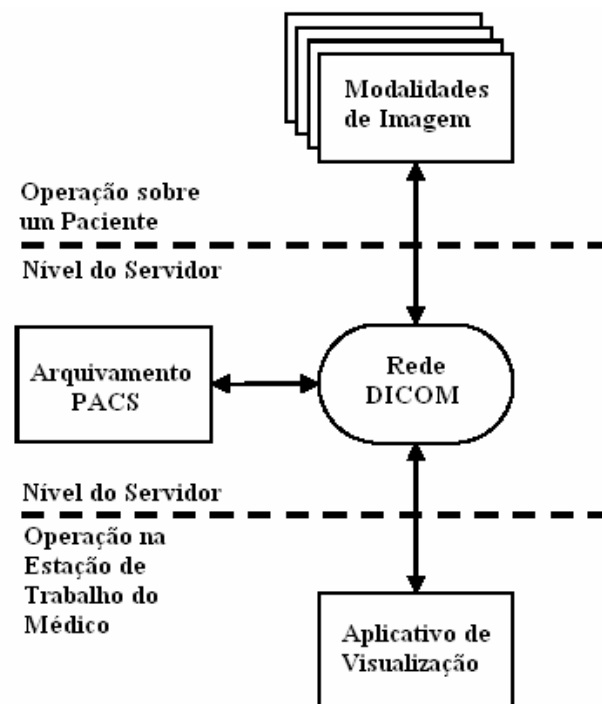 Modalidades
de Imagem
Operação sobre
um Paciente
Nível do Servidor
Arquivamento
PACS
Rede
DICOM
Nível do Servidor
Operação na
Estação de
Trabalho do
Médico
Aplicativo de
Visualização